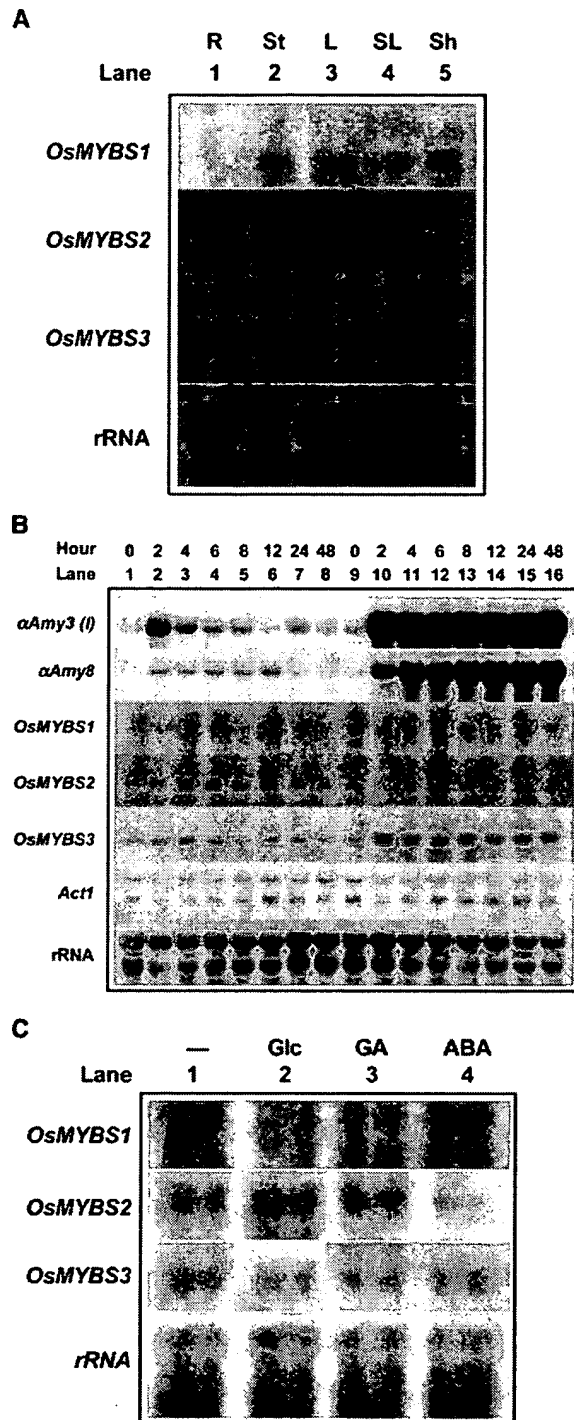 A
R St L SL Sh
Lane 1 2 3 4 5
OsMYBS1
OsMYBS2
OsMYBS3
rRNA
B
Hour 0 2 4 6 8 12 24 48 0 2 4 6 8 12 24 48
Lane 1 2 3 4 5 6 7 8 9 10 11 12 13 14 15 16
αAmy3 (I)
αAmy8
OsMYBS1
OsMYBS2
OsMYBS3
Act1
rRNA
C
— Glc GA ABA
Lane 1 2 3 4
OsMYBS1
OsMYBS2
OsMYBS3
rRNA